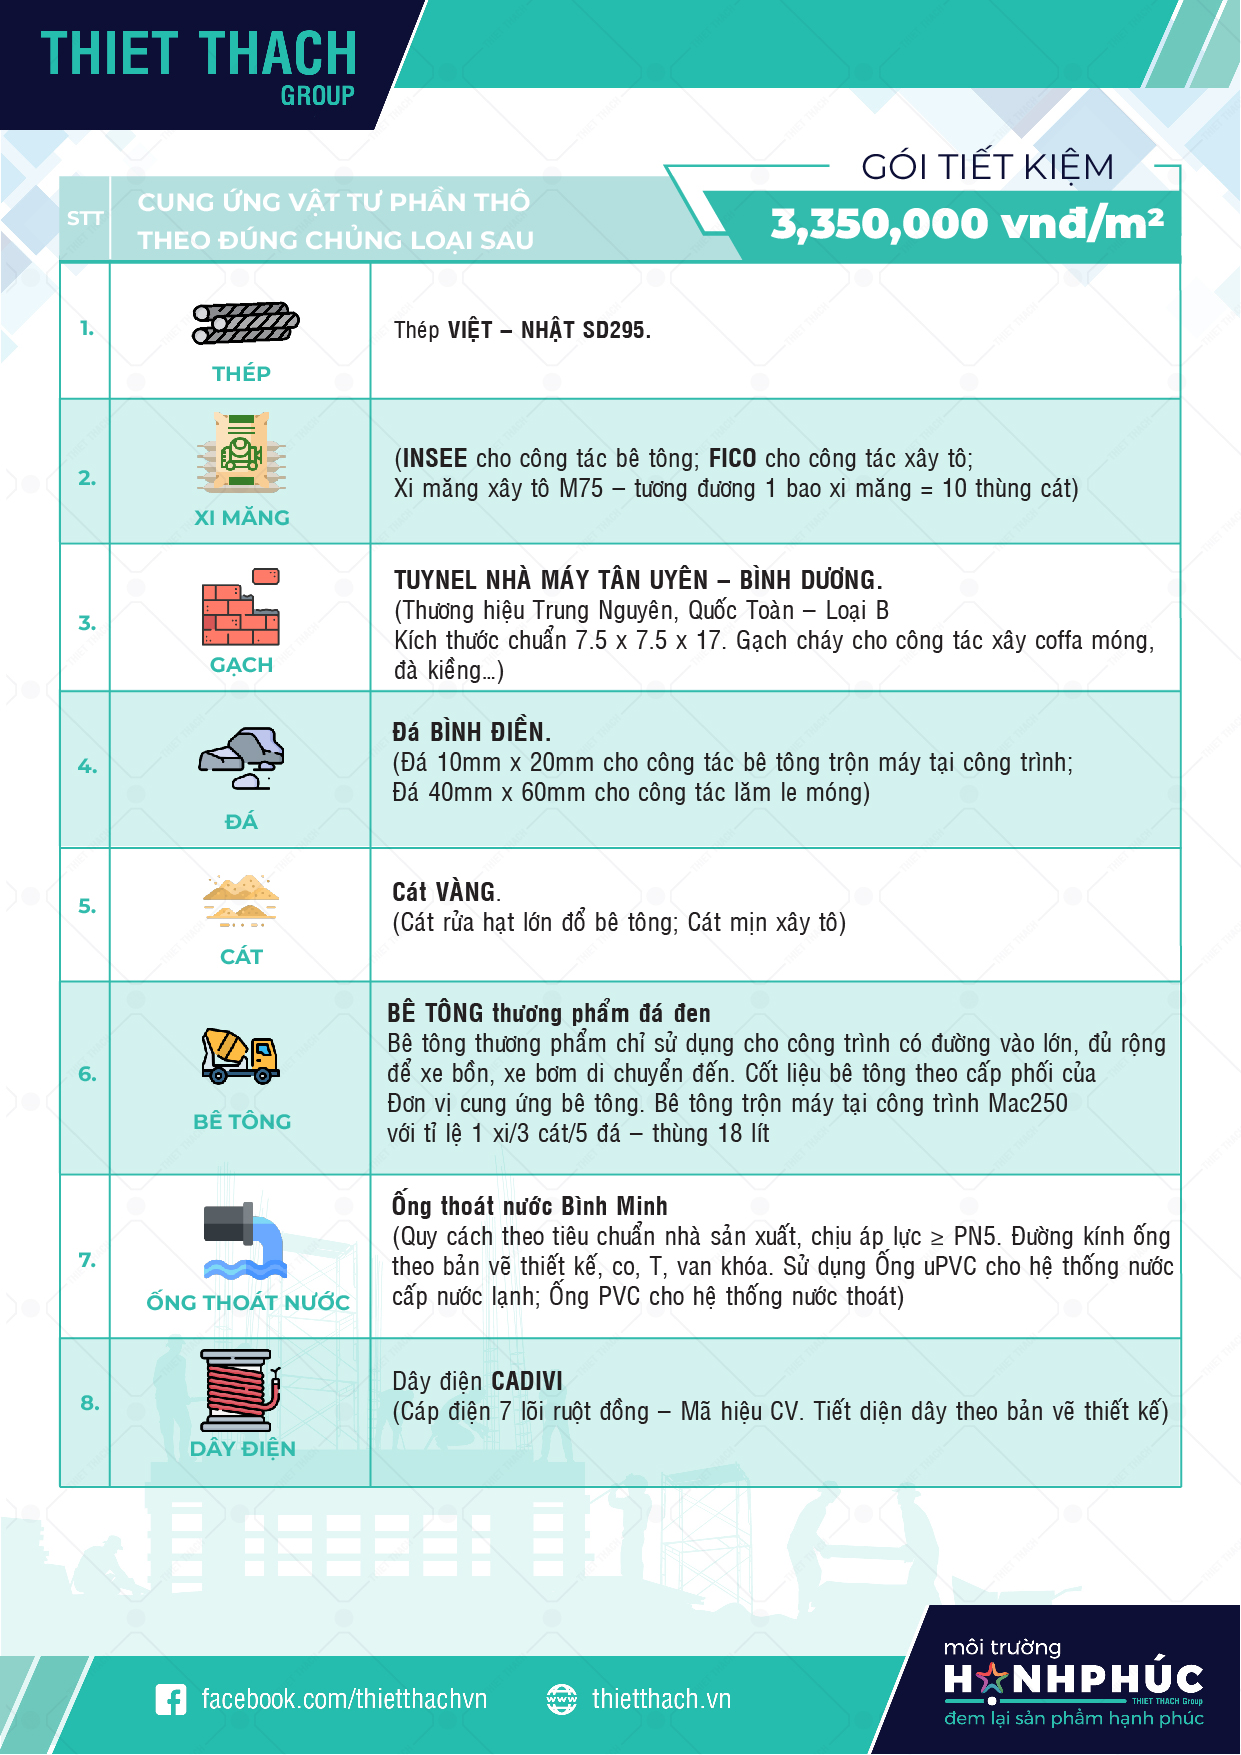 THIET THACH
GROUP
GÓI TIẾT KIỆM
STT
CUNG ỨNG VẬT TƯ PHẦN THÔ
THEO ĐÚNG CHỦNG LOẠI SAU
3,350,000 vnđ/m²
1.
THÉP
Thép VIỆT – NHẬT SD295.
2.
XI MĂNG
(INSEE cho công tác bê tông; FICO cho công tác xây tô;
Xi măng xây tô M75 – tương đương 1 bao xi măng = 10 thùng cát)
3.
GẠCH
TUYNEL NHÀ MÁY TÂN UYÊN – BÌNH DƯƠNG.
(Thương hiệu Trung Nguyên, Quốc Toàn – Loại B
Kích thước chuẩn 7.5 x 7.5 x 17. Gạch cháy cho công tác xây coffa móng,
đà kiềng...)
4.
ĐÁ
Đá BÌNH ĐIỀN.
(Đá 10mm x 20mm cho công tác bê tông trộn máy tại công trình;
Đá 40mm x 60mm cho công tác lăm le móng)
5.
CÁT
Cát VÀNG.
(Cát rửa hạt lớn đổ bê tông; Cát mịn xây tô)
6.
BÊ TÔNG
BÊ TÔNG thương phẩm đá đen
Bê tông thương phẩm chỉ sử dụng cho công trình có đường vào lớn, đủ rộng
để xe bồn, xe bơm di chuyển đến. Cốt liệu bê tông theo cấp phối của
Đơn vị cung ứng bê tông. Bê tông trộn máy tại công trình Mac250
với tỉ lệ 1 xi/3 cát/5 đá – thùng 18 lít
7.
ỐNG THOÁT NƯỚC
Ống thoát nước Bình Minh
(Quy cách theo tiêu chuẩn nhà sản xuất, chịu áp lực ≥ PN5. Đường kính ống
theo bản vẽ thiết kế, co, T, van khóa. Sử dụng Ống uPVC cho hệ thống nước
cấp nước lạnh; Ống PVC cho hệ thống nước thoát)
8.
DÂY ĐIỆN
Dây điện CADIVI
(Cáp điện 7 lõi ruột đồng – Mã hiệu CV. Tiết diện dây theo bản vẽ thiết kế)
facebook.com/thietthachvn
www
thietthach.vn
môi trường
HẠNHPHÚC
THIET THACH Group
đem lại sản phẩm hạnh phúc